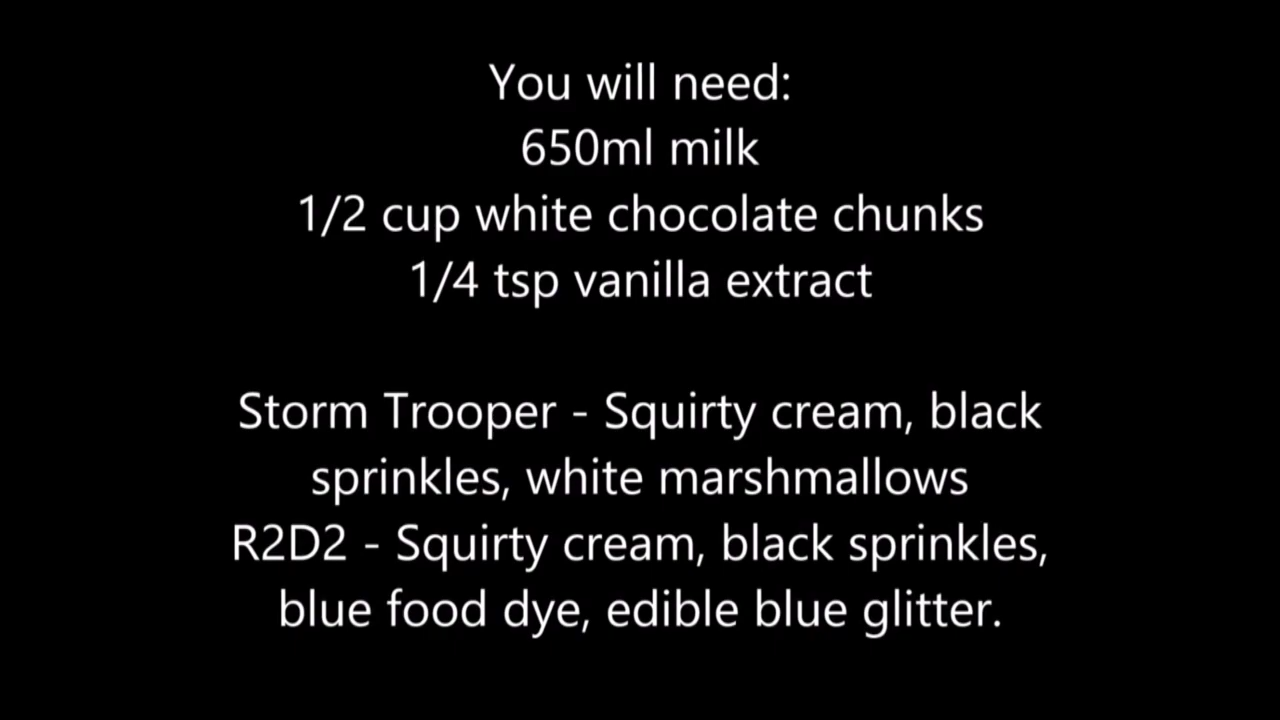 You will need:
650ml milk
1/2 cup white chocolate chunks
1/4 tsp vanilla extract
Storm Trooper - Squirty cream, black
sprinkles, white marshmallows
R2D2 - Squirty cream, black sprinkles,
blue food dye, edible blue glitter.